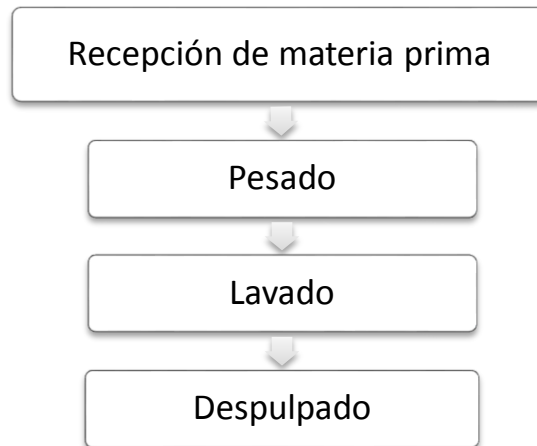 Recepción de materia prima
Pesado
Lavado
Despulpado